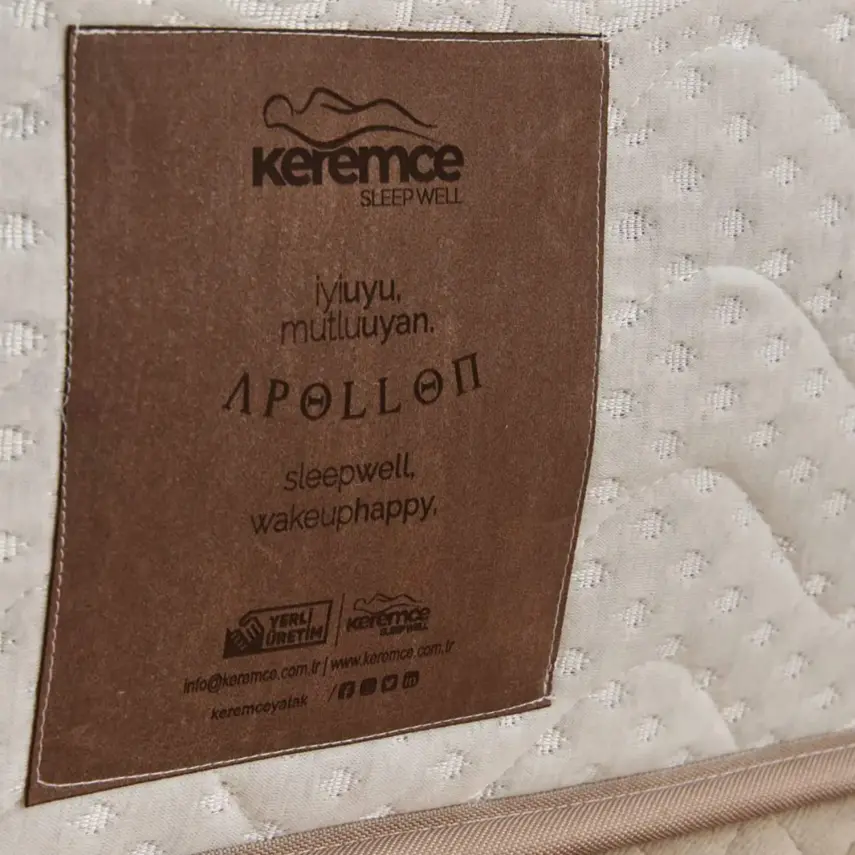 Keremce
SLEEP WELL
iyiuyu,
mutluuyan.
ΛPΘLLΘΠ
sleepwell,
wakeuphappy,
YERLİ
ÜRETİM
Keremce
SLEEP WELL
info@keremce.com.tr | www.keremce.com.tr
keremceyatak /